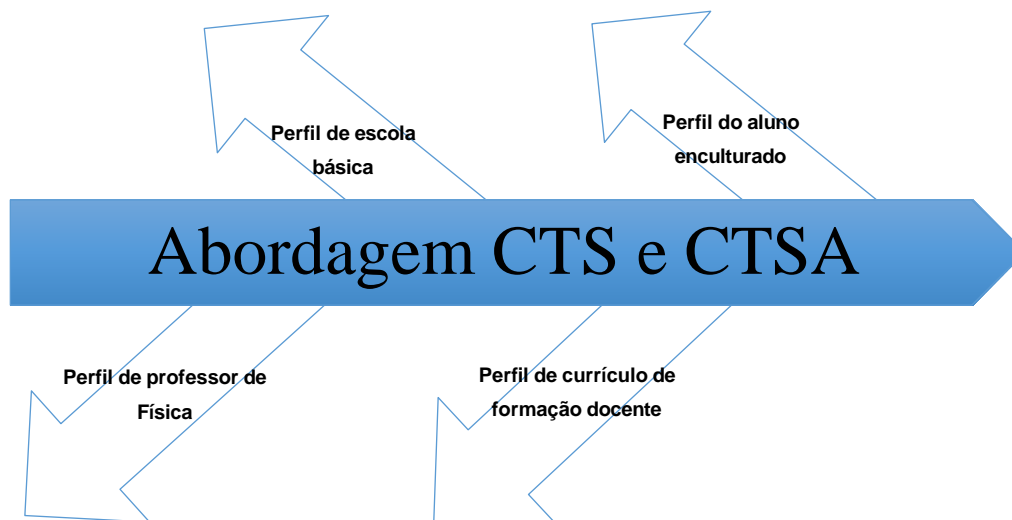 Perfil de escola
básica
Perfil do aluno
enculturado
Abordagem CTS e CTSA
Perfil de professor de
Física
Perfil de currículo de
formação docente